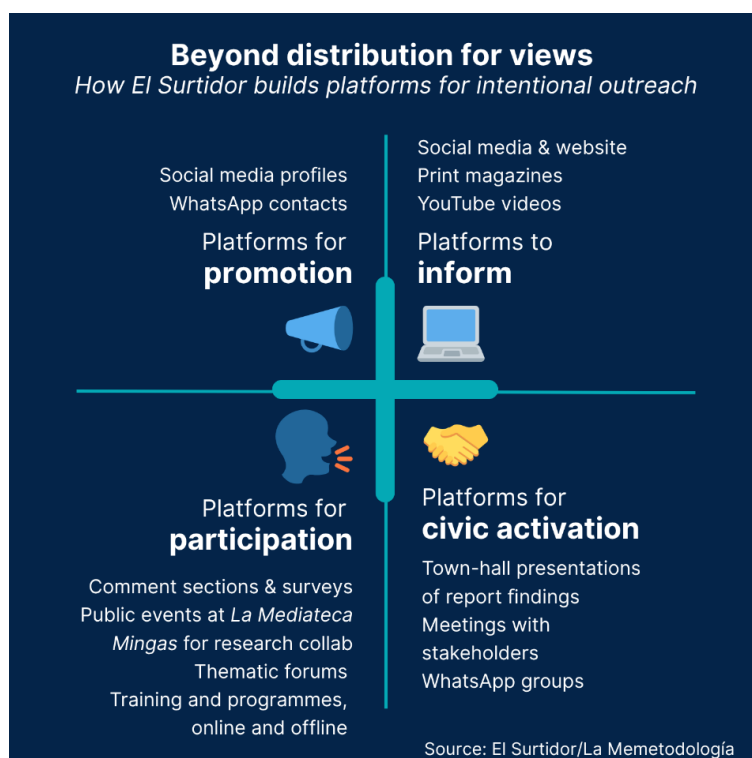 Beyond distribution for views
How El Surtidor builds platforms for intentional outreach
Social media profiles
WhatsApp contacts
Platforms for
promotion
Social media & website
Print magazines
YouTube videos
Platforms to
inform
Platforms for
participation
Comment sections & surveys
Public events at La Mediateca
Mingas for research collab
Thematic forums
Training and programmes,
online and offline
Platforms for
civic activation
Town-hall presentations
of report findings
Meetings with
stakeholders
WhatsApp groups
Source: El Surtidor/La Memetodología